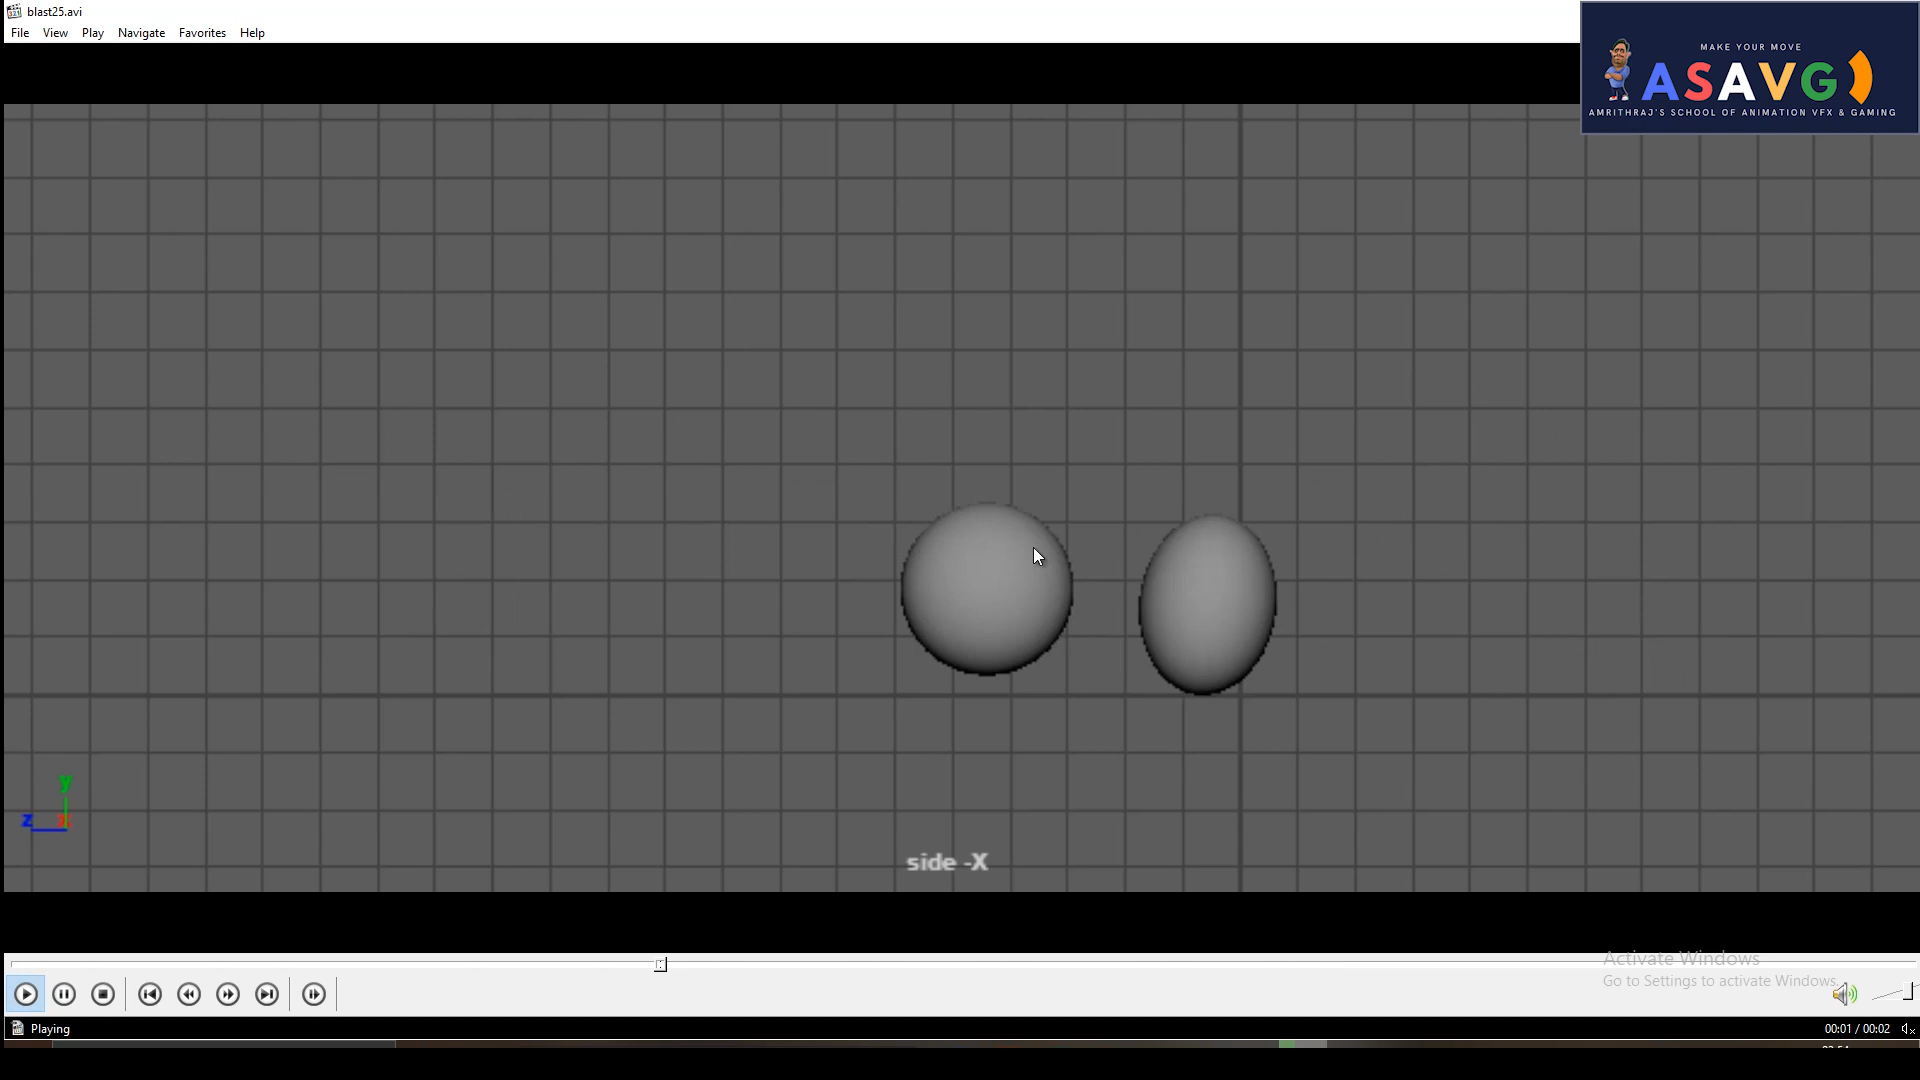 blast25.avi
File View Play Navigate Favorites Help
MAKE YOUR MOVE
ASAVG
AMRITHRAJ'S SCHOOL OF ANIMATION VFX & GAMING
y
z x
side -X
Activate Windows
Go to Settings to activate Windows.
Playing
00:01 / 00:02